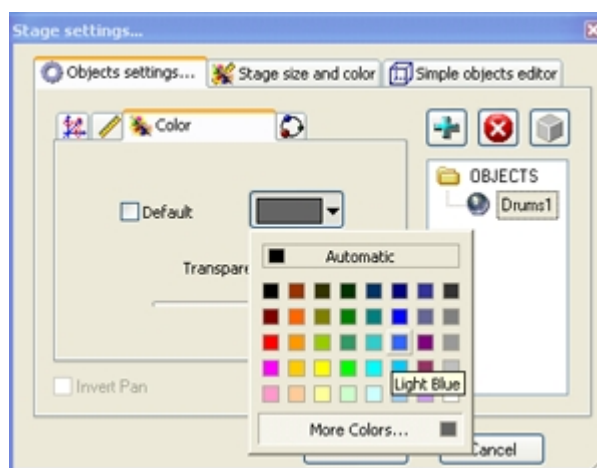 Stage settings...
Objects settings...
Stage size and color
Simple objects editor
Color
OBJECTS
Drums1
Default
Automatic
Light Blue
Invert Pan
More Colors...
Cancel